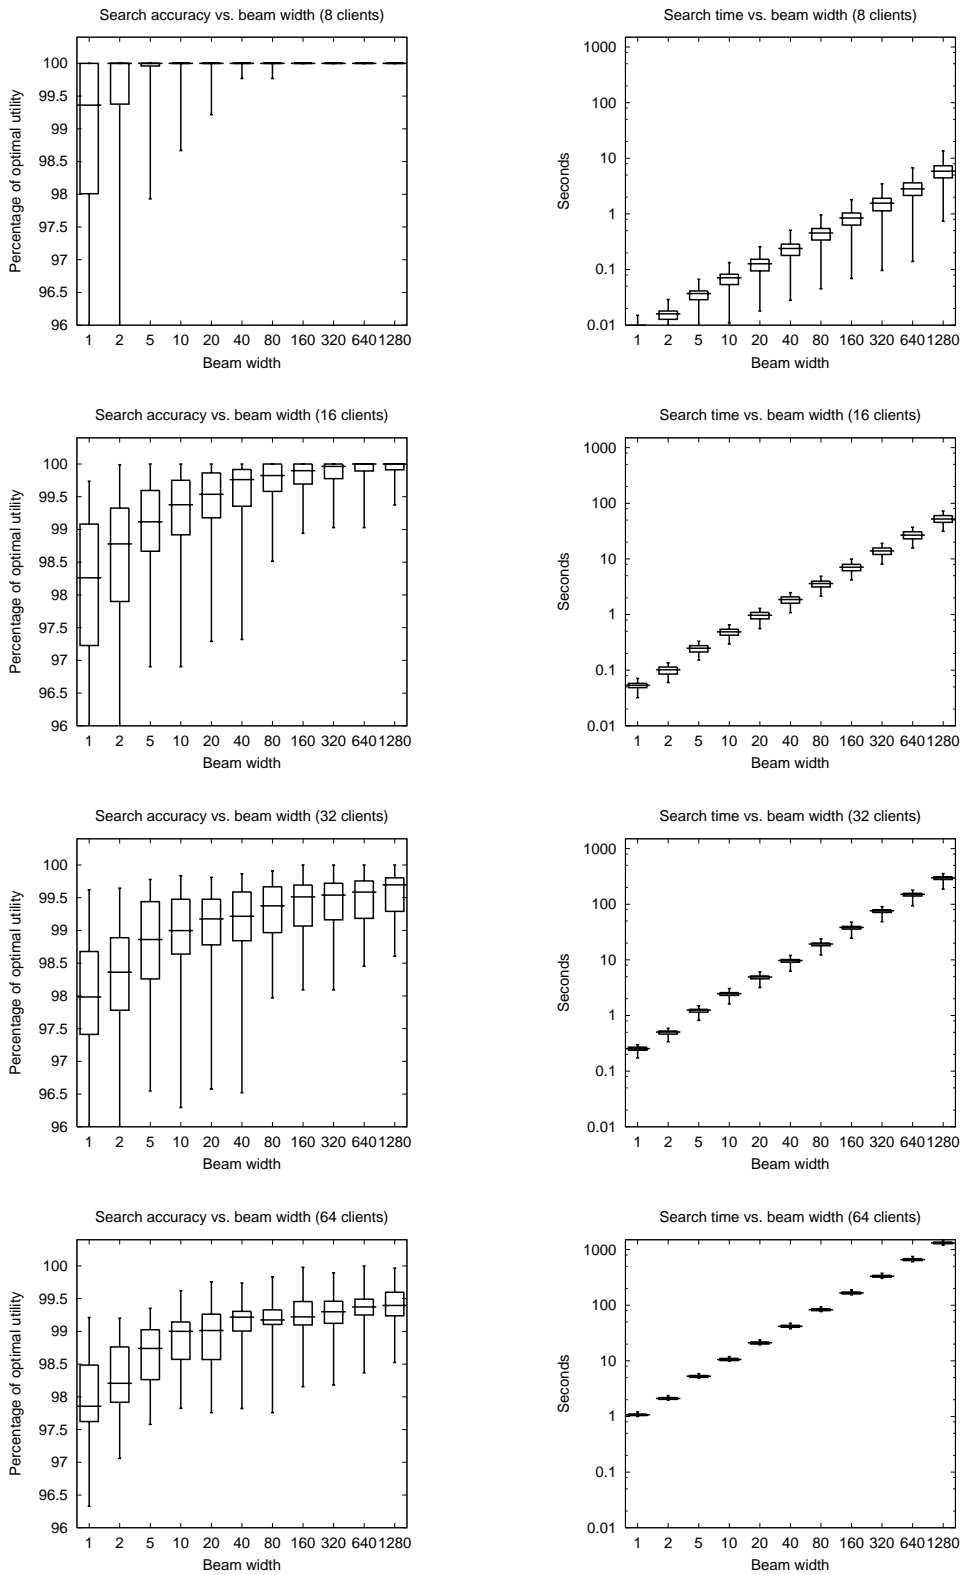 Search accuracy vs. beam width (8 clients)
Percentage of optimal utility
100
99.5
99
98.5
98
97.5
97
96.5
96
1 2 5 10 20 40 80 160 320 640 1280
Beam width
Search time vs. beam width (8 clients)
Seconds
1000
100
10
1
0.1
0.01
1 2 5 10 20 40 80 160 320 640 1280
Beam width
Search accuracy vs. beam width (16 clients)
Percentage of optimal utility
100
99.5
99
98.5
98
97.5
97
96.5
96
1 2 5 10 20 40 80 160 320 640 1280
Beam width
Search time vs. beam width (16 clients)
Seconds
1000
100
10
1
0.1
0.01
1 2 5 10 20 40 80 160 320 640 1280
Beam width
Search accuracy vs. beam width (32 clients)
Percentage of optimal utility
100
99.5
99
98.5
98
97.5
97
96.5
96
1 2 5 10 20 40 80 160 320 640 1280
Beam width
Search time vs. beam width (32 clients)
Seconds
1000
100
10
1
0.1
0.01
1 2 5 10 20 40 80 160 320 640 1280
Beam width
Search accuracy vs. beam width (64 clients)
Percentage of optimal utility
100
99.5
99
98.5
98
97.5
97
96.5
96
1 2 5 10 20 40 80 160 320 640 1280
Beam width
Search time vs. beam width (64 clients)
Seconds
1000
100
10
1
0.1
0.01
1 2 5 10 20 40 80 160 320 640 1280
Beam width